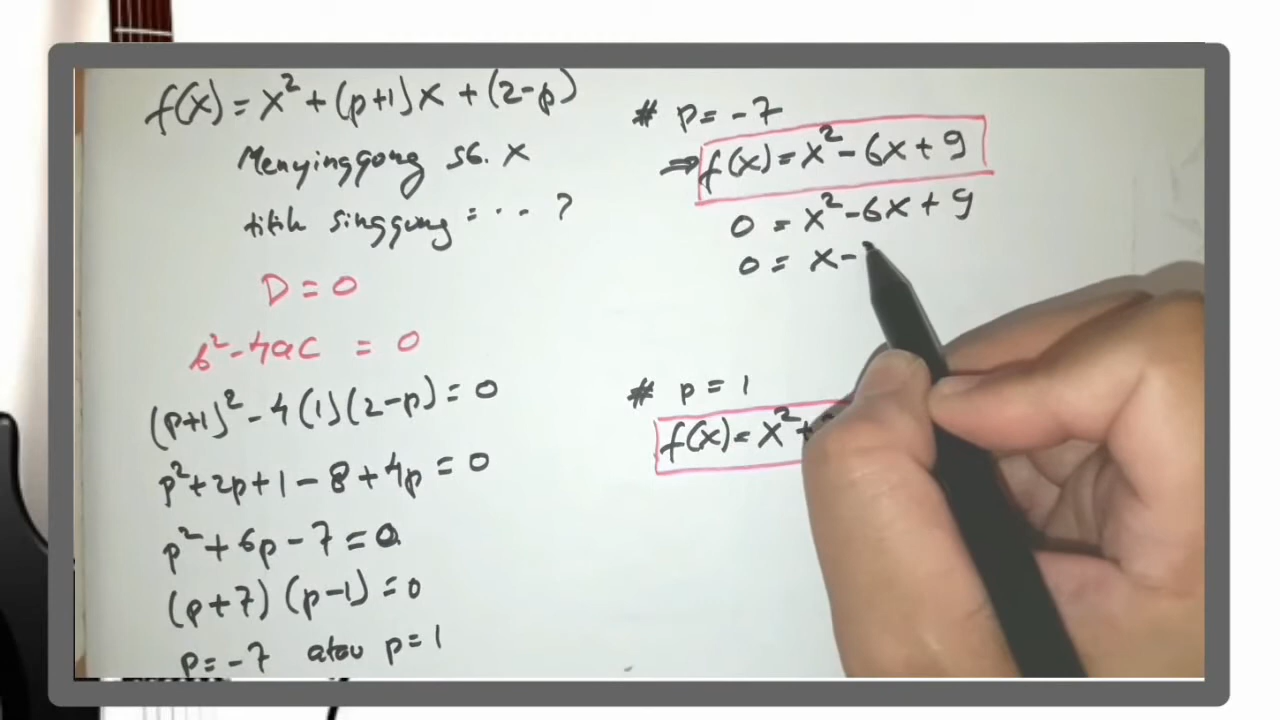 f(x) = x² + (p+1)x + (2-p)
Menyinggung sb. x
titik singgung = ... ?
D = 0
b² - 4ac = 0
(p+1)² - 4(1)(2-p) = 0
p² + 2p + 1 - 8 + 4p = 0
p² + 6p - 7 = 0
(p+7) (p-1) = 0
p = -7 atau p = 1
# p = -7
⇒ f(x) = x² - 6x + 9
0 = x² - 6x + 9
0 = x -
# p = 1
f(x) = x² +